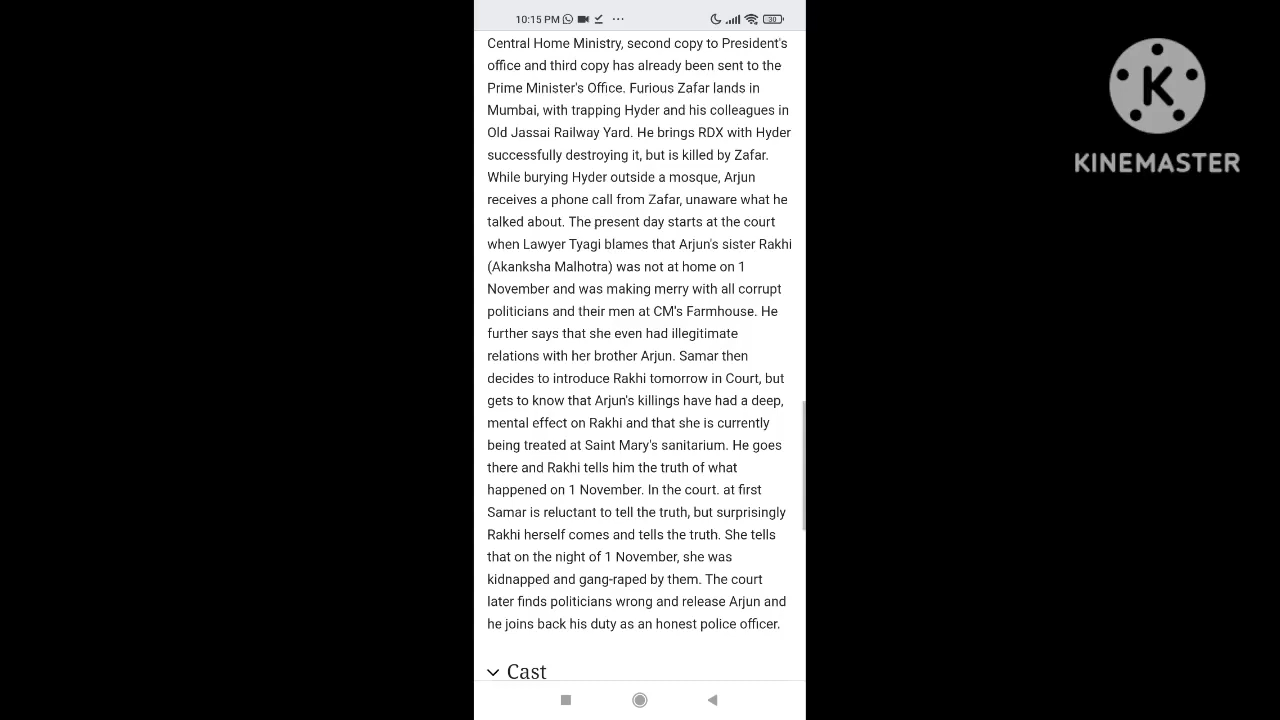 10:15 PM
30
Central Home Ministry, second copy to President's
office and third copy has already been sent to the
Prime Minister's Office. Furious Zafar lands in
Mumbai, with trapping Hyder and his colleagues in
Old Jassai Railway Yard. He brings RDX with Hyder
successfully destroying it, but is killed by Zafar.
While burying Hyder outside a mosque, Arjun
receives a phone call from Zafar, unaware what he
talked about. The present day starts at the court
when Lawyer Tyagi blames that Arjun's sister Rakhi
(Akanksha Malhotra) was not at home on 1
November and was making merry with all corrupt
politicians and their men at CM's Farmhouse. He
further says that she even had illegitimate
relations with her brother Arjun. Samar then
decides to introduce Rakhi tomorrow in Court, but
gets to know that Arjun's killings have had a deep,
mental effect on Rakhi and that she is currently
being treated at Saint Mary's sanitarium. He goes
there and Rakhi tells him the truth of what
happened on 1 November. In the court. at first
Samar is reluctant to tell the truth, but surprisingly
Rakhi herself comes and tells the truth. She tells
that on the night of 1 November, she was
kidnapped and gang-raped by them. The court
later finds politicians wrong and release Arjun and
he joins back his duty as an honest police officer.
Cast
K
KINEMASTER